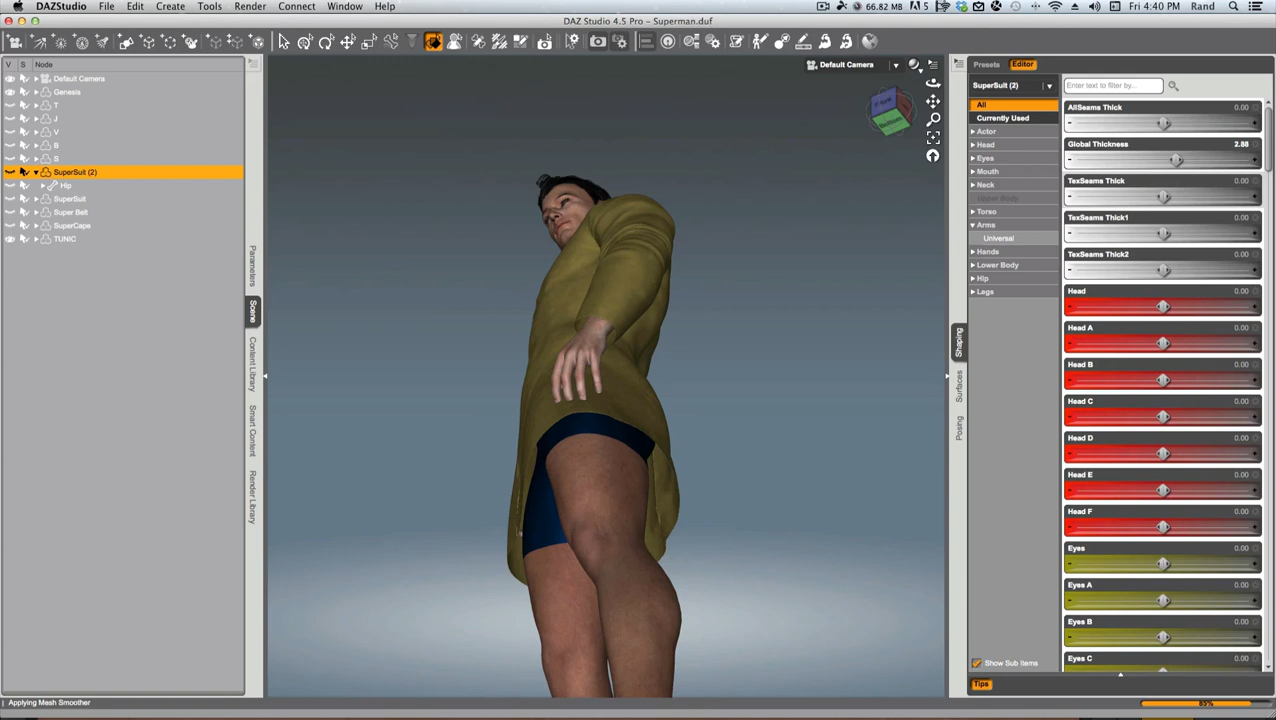 DAZStudio File Edit Create Tools Render Connect Window Help 66.82 MB 5 Fri 4:40 PM Rand
DAZ Studio 4.5 Pro - Superman.duf
V S Node
Default Camera
Genesis
T
J
V
B
S
SuperSuit (2)
Hip
SuperSuit
Super Belt
SuperCape
TUNIC
Parameters
Scene
Content Library
Smart Content
Render Library
Default Camera
Front
Bottom
Shaping
Surfaces
Posing
Presets Editor
SuperSuit (2)
All
Currently Used
Actor
Head
Eyes
Mouth
Neck
Upper Body
Torso
Arms
Universal
Hands
Lower Body
Hip
Legs
Show Sub Items
Enter text to filter by...
AllSeams Thick 0.00
Global Thickness 2.88
TexSeams Thick 0.00
TexSeams Thick1 0.00
TexSeams Thick2 0.00
Head 0.00
Head A 0.00
Head B 0.00
Head C 0.00
Head D 0.00
Head E 0.00
Head F 0.00
Eyes 0.00
Eyes A 0.00
Eyes B 0.00
Eyes C 0.00
Tips
Applying Mesh Smoother
85%